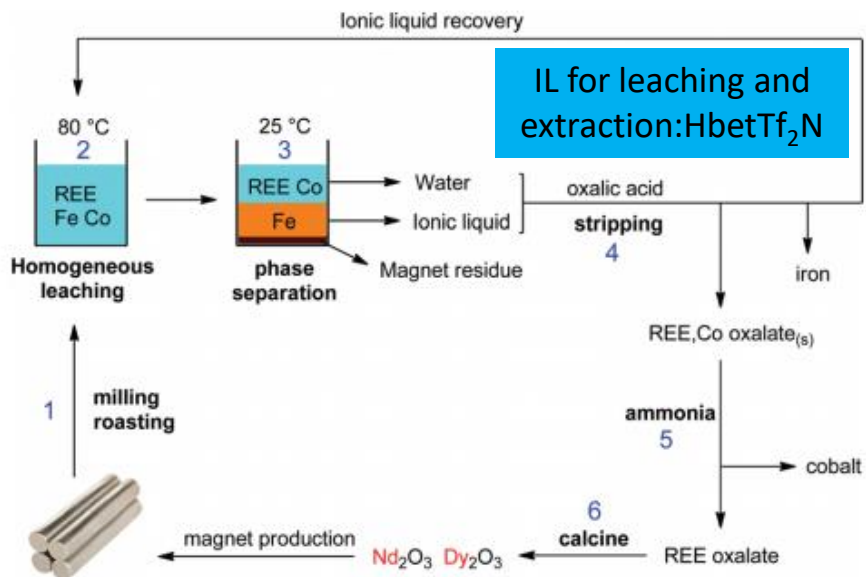 Ionic liquid recovery
IL for leaching and
extraction:HbetTf₂N
80 °C
2
REE
Fe Co
Homogeneous
leaching
25 °C
3
REE Co
Fe
phase
separation
Water
Ionic liquid
Magnet residue
oxalic acid
stripping
4
iron
REE,Co oxalate₍s₎
1
milling
roasting
ammonia
5
cobalt
6
calcine
REE oxalate
Nd₂O₃ Dy₂O₃
magnet production